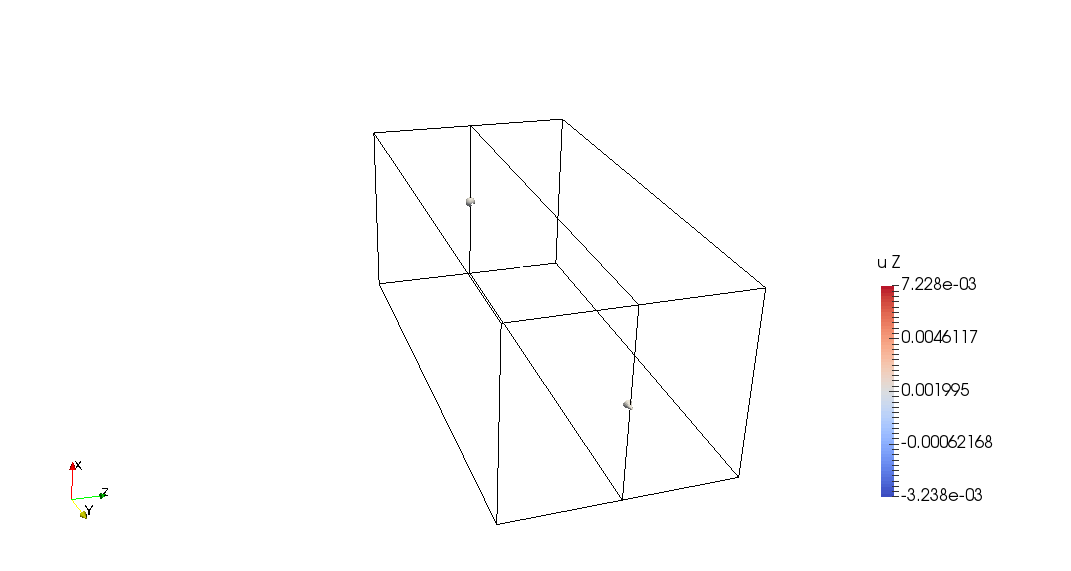 u Z
7.228e-03
0.0046117
0.001995
-0.00062168
-3.238e-03
X
Z
Y